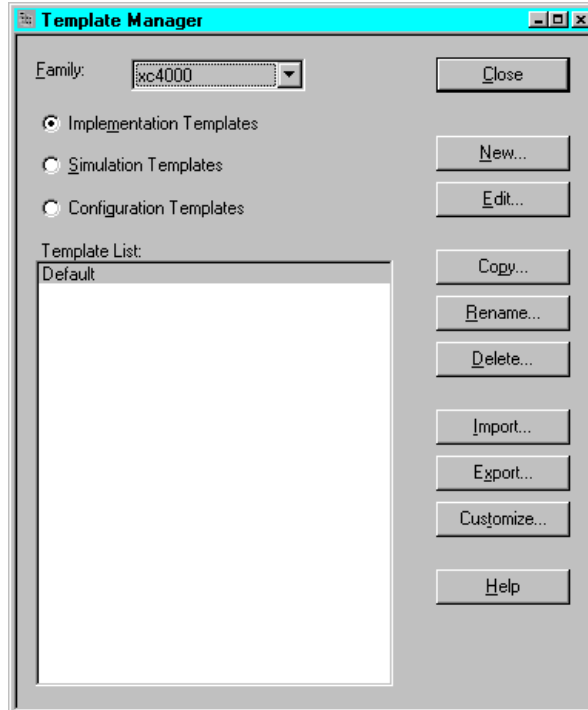 Template Manager
Family:
xc4000
Close
Implementation Templates
Simulation Templates
Configuration Templates
New...
Edit...
Template List:
Default
Copy...
Rename...
Delete...
Import...
Export...
Customize...
Help